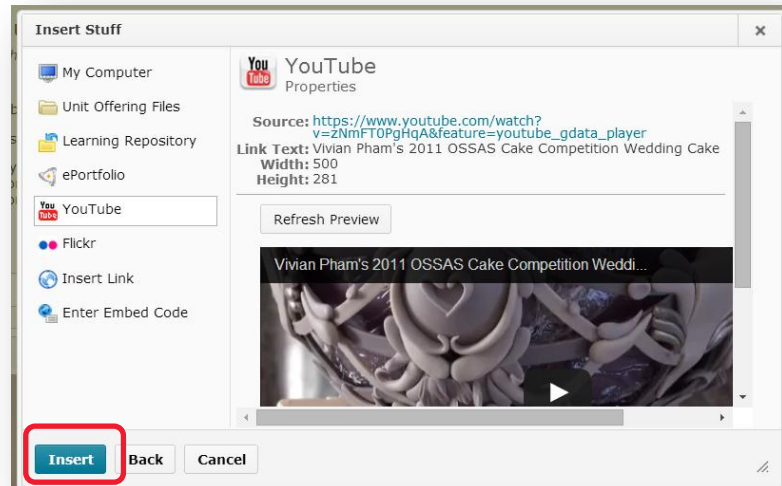 Insert Stuff
My Computer
Unit Offering Files
Learning Repository
ePortfolio
You
Tube
YouTube
Flickr
Insert Link
Enter Embed Code
You
Tube
YouTube
Properties
Source: https://www.youtube.com/watch?
v=zNmFT0PgHqA&feature=youtube_gdata_player
Link Text: Vivian Pham's 2011 OSSAS Cake Competition Wedding Cake
Width: 500
Height: 281
Refresh Preview
Vivian Pham's 2011 OSSAS Cake Competition Weddi...
Insert
Back
Cancel